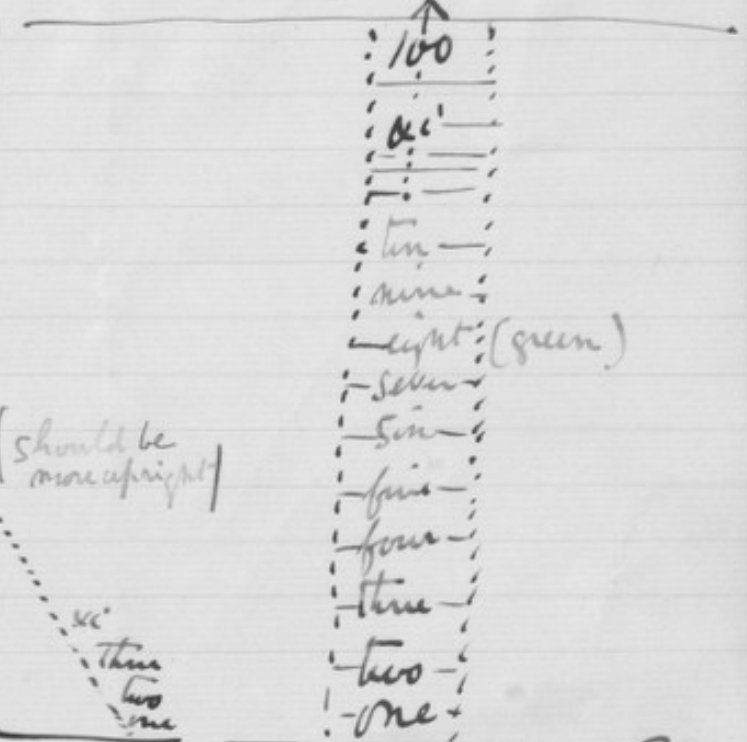 100
&c
ten
nine
eight (green)
seven
six
five
four
three
two
one
[should be
more upright]
&c
three
two
one